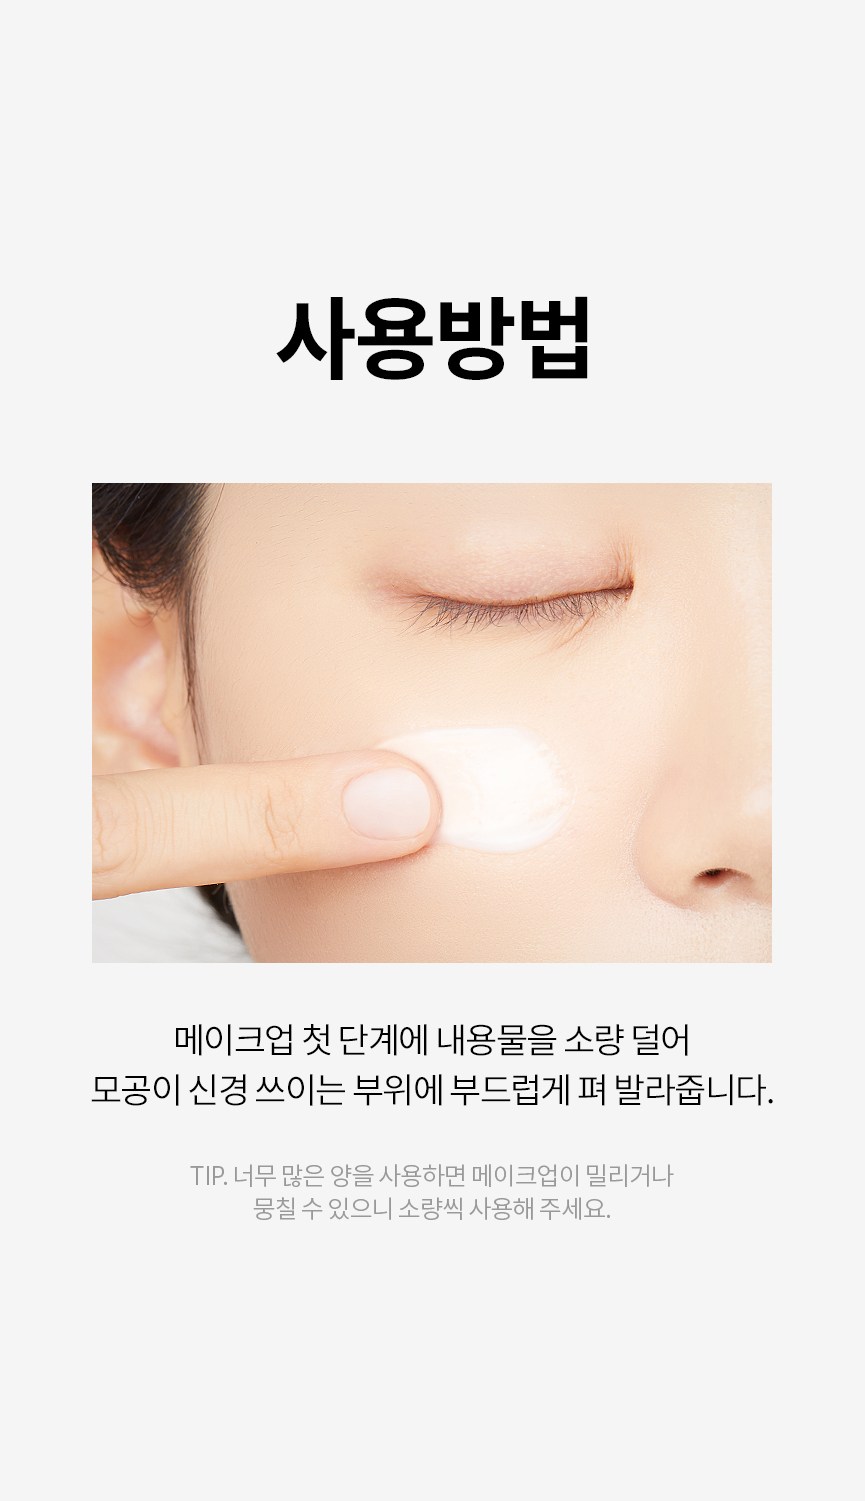 사용방법
메이크업 첫 단계에 내용물을 소량 덜어
모공이 신경 쓰이는 부위에 부드럽게 펴 발라줍니다.
TIP. 너무 많은 양을 사용하면 메이크업이 밀리거나
뭉칠 수 있으니 소량씩 사용해 주세요.